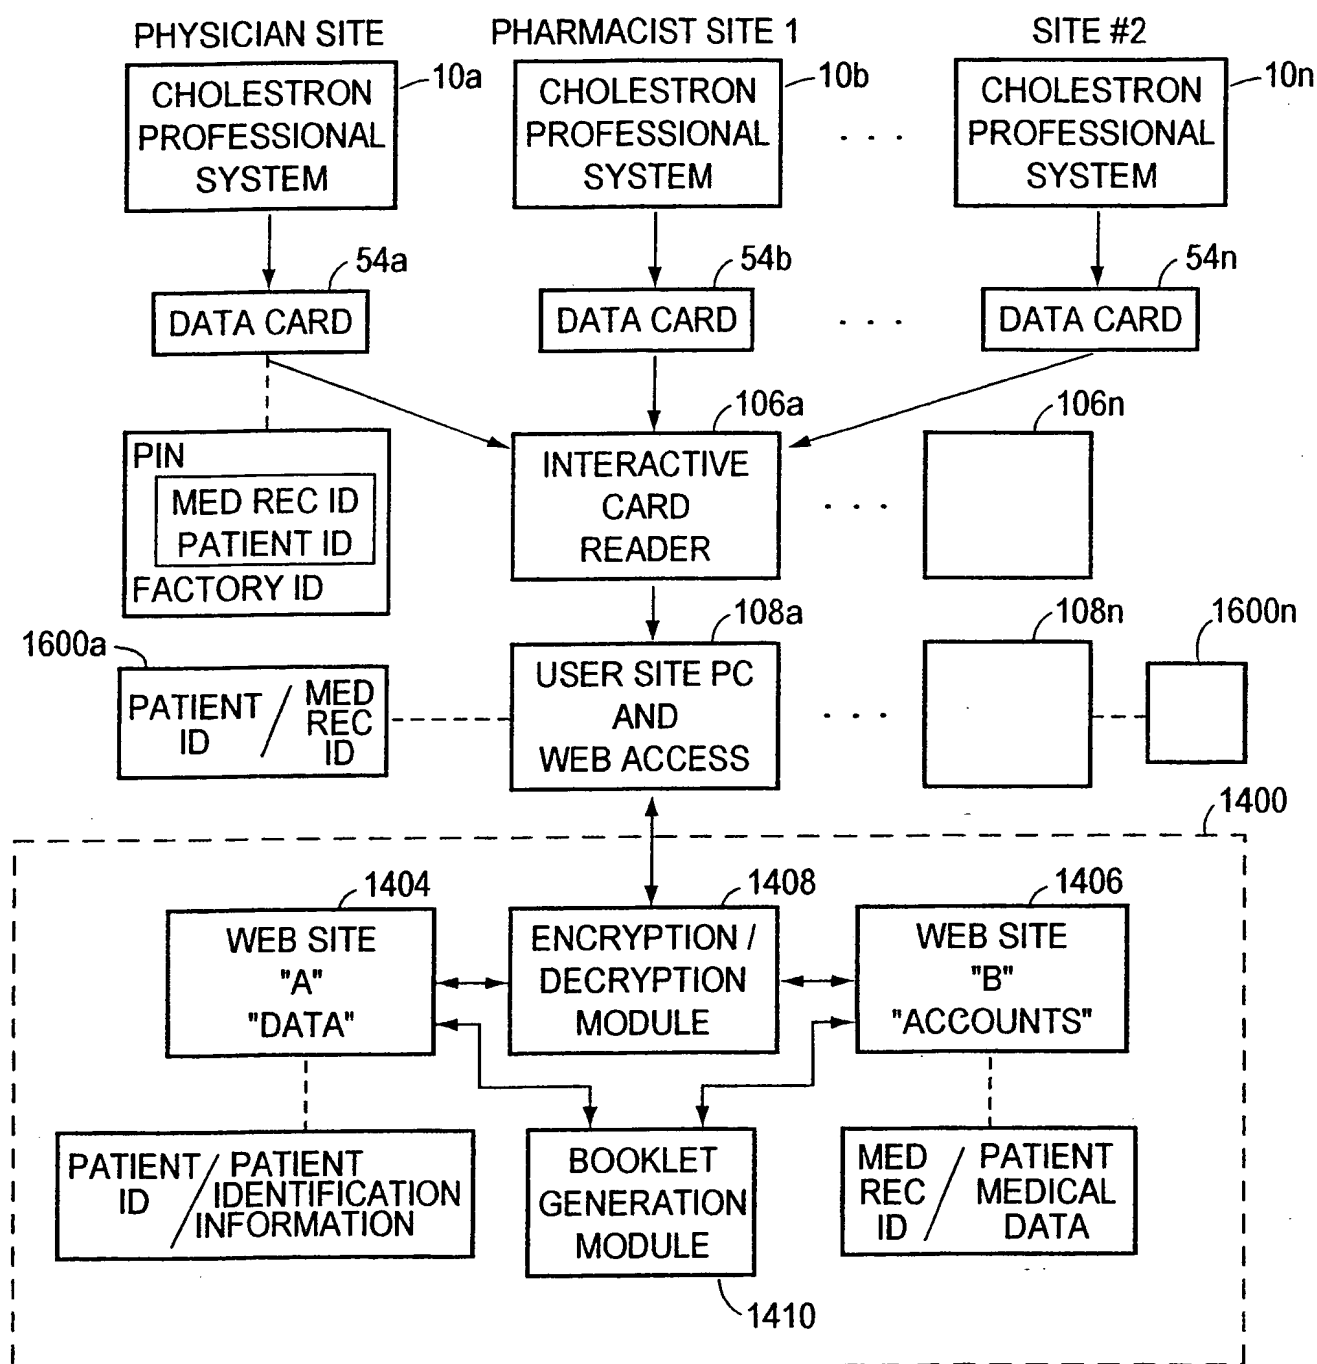 PHYSICIAN SITE
PHARMACIST SITE 1
SITE #2
10a
CHOLESTRON
PROFESSIONAL
SYSTEM
10b
CHOLESTRON
PROFESSIONAL
SYSTEM
. . .
10n
CHOLESTRON
PROFESSIONAL
SYSTEM
54a
DATA CARD
54b
DATA CARD
. . .
54n
DATA CARD
PIN
MED REC ID
PATIENT ID
FACTORY ID
106a
INTERACTIVE
CARD
READER
. . .
106n
1600a
PATIENT
ID
/
MED
REC
ID
108a
USER SITE PC
AND
WEB ACCESS
. . .
108n
1600n
1400
1404
WEB SITE
"A"
"DATA"
1408
ENCRYPTION /
DECRYPTION
MODULE
1406
WEB SITE
"B"
"ACCOUNTS"
PATIENT
ID
/
PATIENT
IDENTIFICATION
INFORMATION
BOOKLET
GENERATION
MODULE
1410
MED
REC
ID
/
PATIENT
MEDICAL
DATA